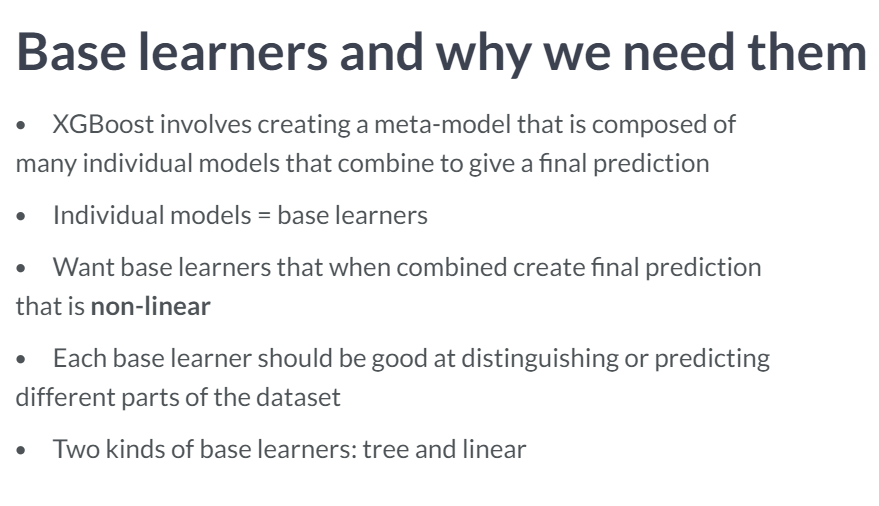 Base learners and why we need them
• XGBoost involves creating a meta-model that is composed of
many individual models that combine to give a final prediction
• Individual models = base learners
• Want base learners that when combined create final prediction
that is non-linear
• Each base learner should be good at distinguishing or predicting
different parts of the dataset
• Two kinds of base learners: tree and linear